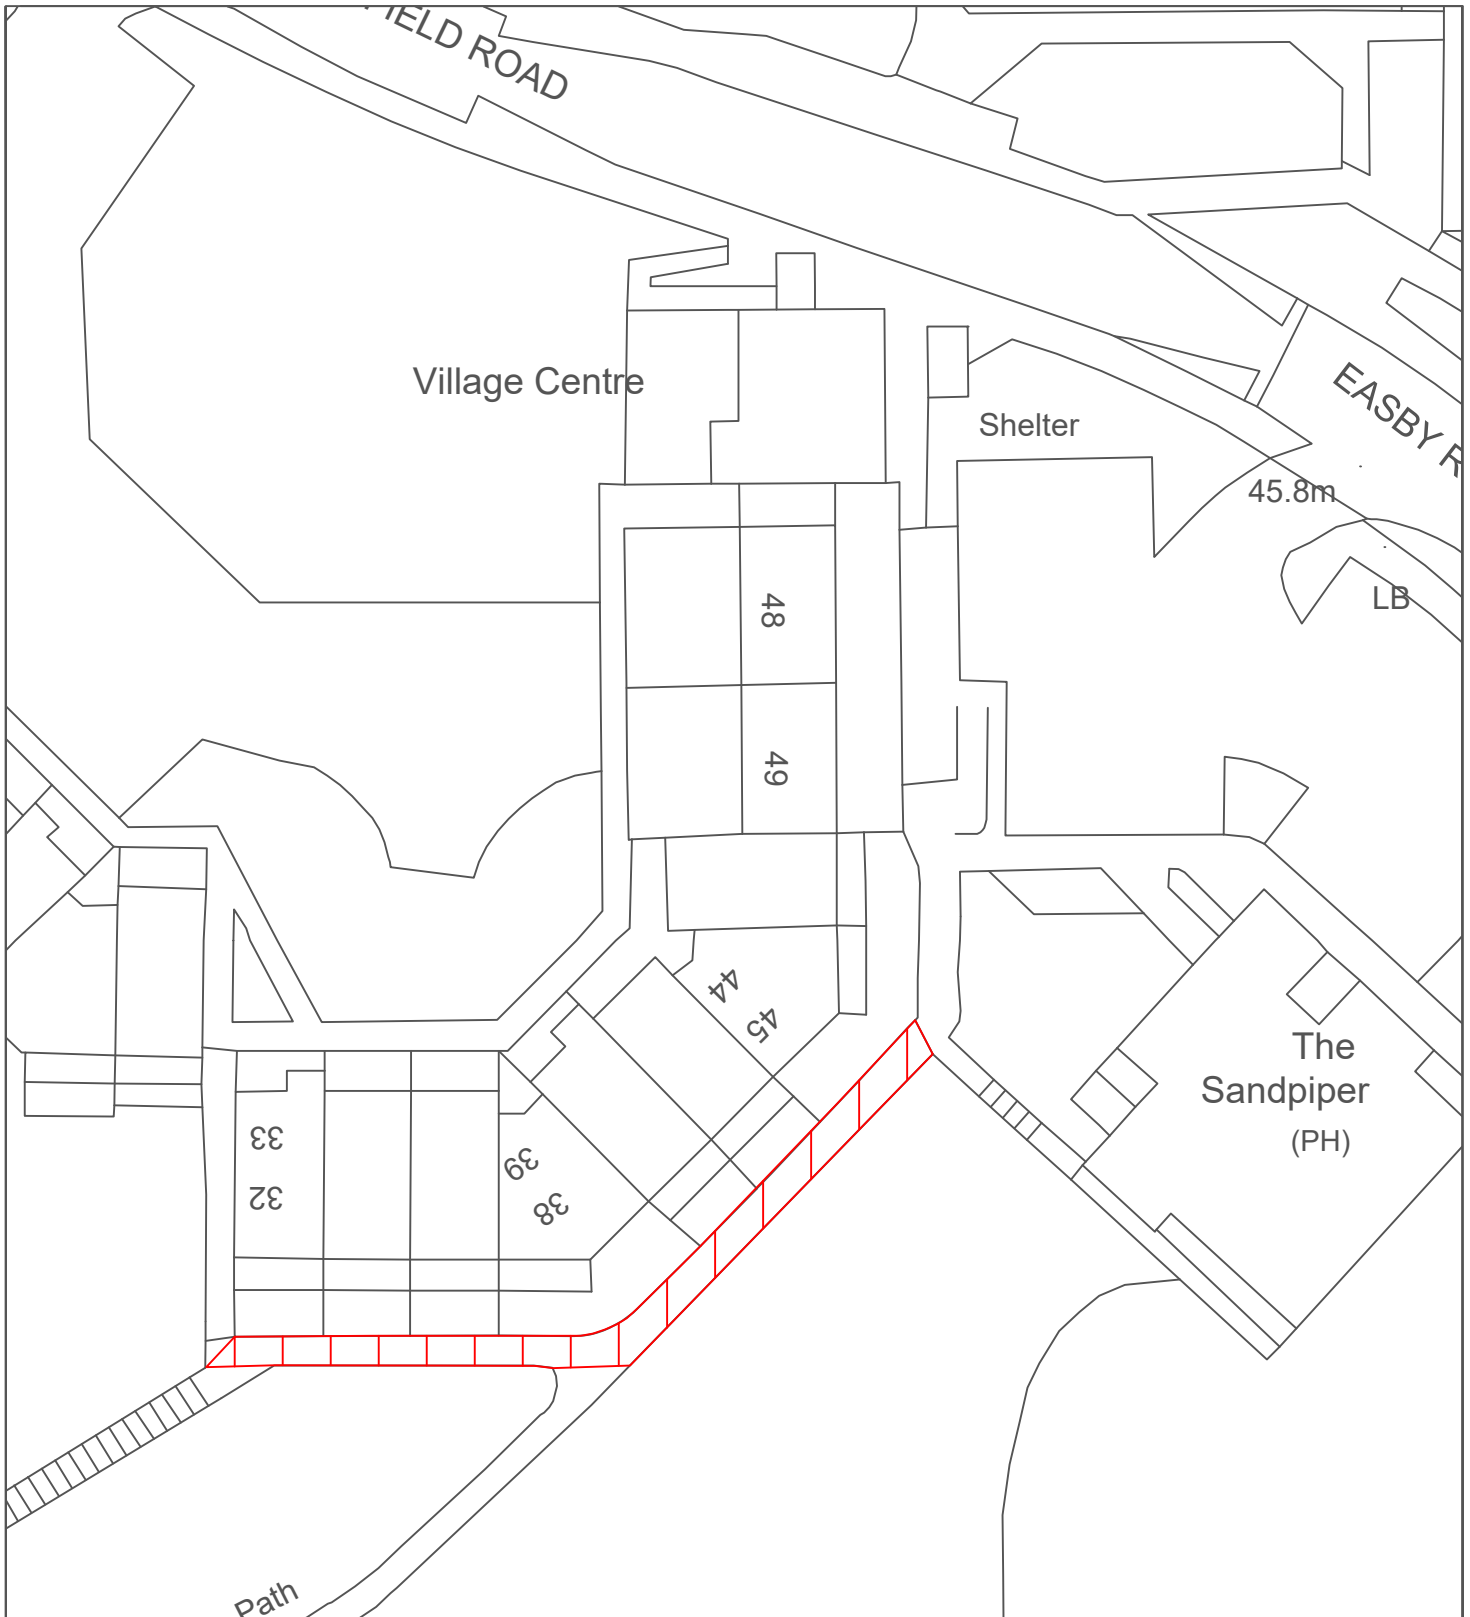 FIELD ROAD
Village Centre
Shelter
EASBY R
45.8m
LB
48
49
44
45
The
Sandpiper
(PH)
33
32
39
38
Path